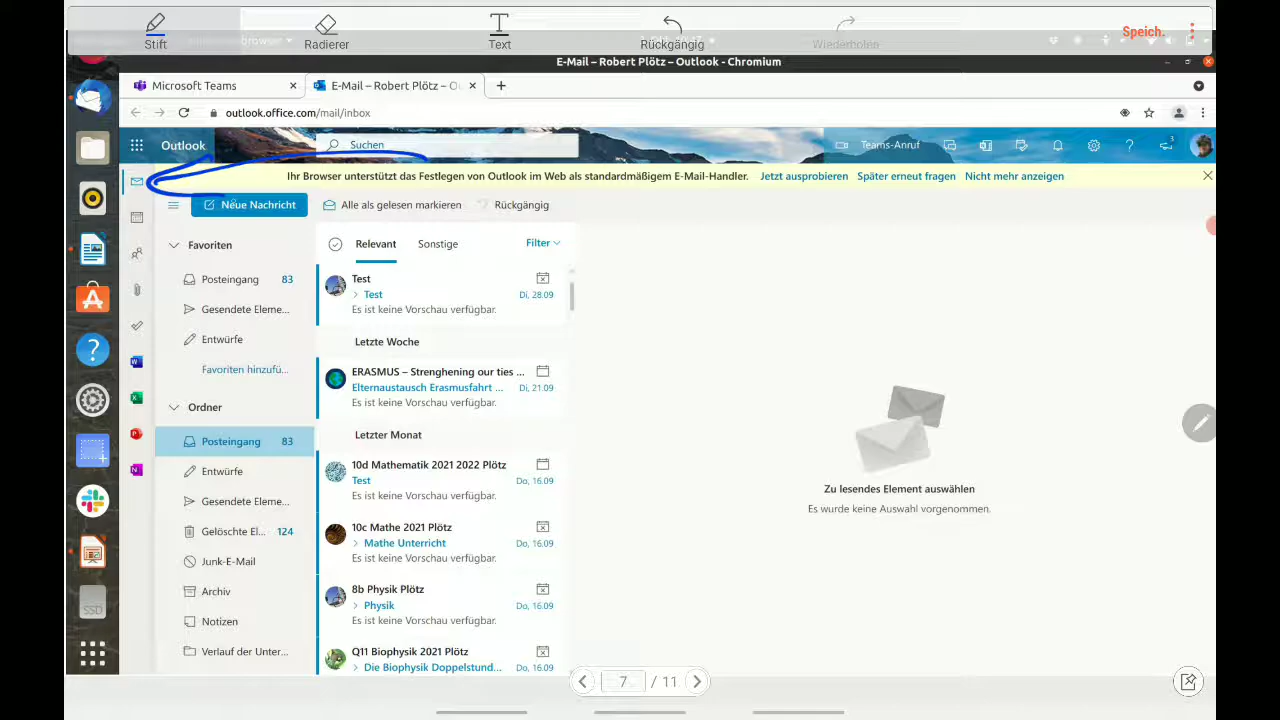 Stift
Radierer
Text
Rückgängig
Wiederholen
Speich.
E-Mail – Robert Plötz – Outlook - Chromium
Microsoft Teams
E-Mail – Robert Plötz – Ou
outlook.office.com/mail/inbox
Outlook
Suchen
Teams-Anruf
3
Ihr Browser unterstützt das Festlegen von Outlook im Web als standardmäßigem E-Mail-Handler.
Jetzt ausprobieren
Später erneut fragen
Nicht mehr anzeigen
Neue Nachricht
Alle als gelesen markieren
Rückgängig
Favoriten
Posteingang 83
Gesendete Eleme...
Entwürfe
Favoriten hinzufü...
Ordner
Posteingang 83
Entwürfe
Gesendete Eleme...
Gelöschte El... 124
Junk-E-Mail
Archiv
Notizen
Verlauf der Unter...
Relevant
Sonstige
Filter
Test
Test Di, 28.09
Es ist keine Vorschau verfügbar.
Letzte Woche
ERASMUS – Strenghening our ties ...
Elternaustausch Erasmusfahrt ... Di, 21.09
Es ist keine Vorschau verfügbar.
Letzter Monat
10d Mathematik 2021 2022 Plötz
Test Do, 16.09
Es ist keine Vorschau verfügbar.
10c Mathe 2021 Plötz
Mathe Unterricht Do, 16.09
Es ist keine Vorschau verfügbar.
8b Physik Plötz
Physik Do, 16.09
Es ist keine Vorschau verfügbar.
Q11 Biophysik 2021 Plötz
Die Biophysik Doppelstund... Do, 16.09
Zu lesendes Element auswählen
Es wurde keine Auswahl vorgenommen.
SSD
7 / 11